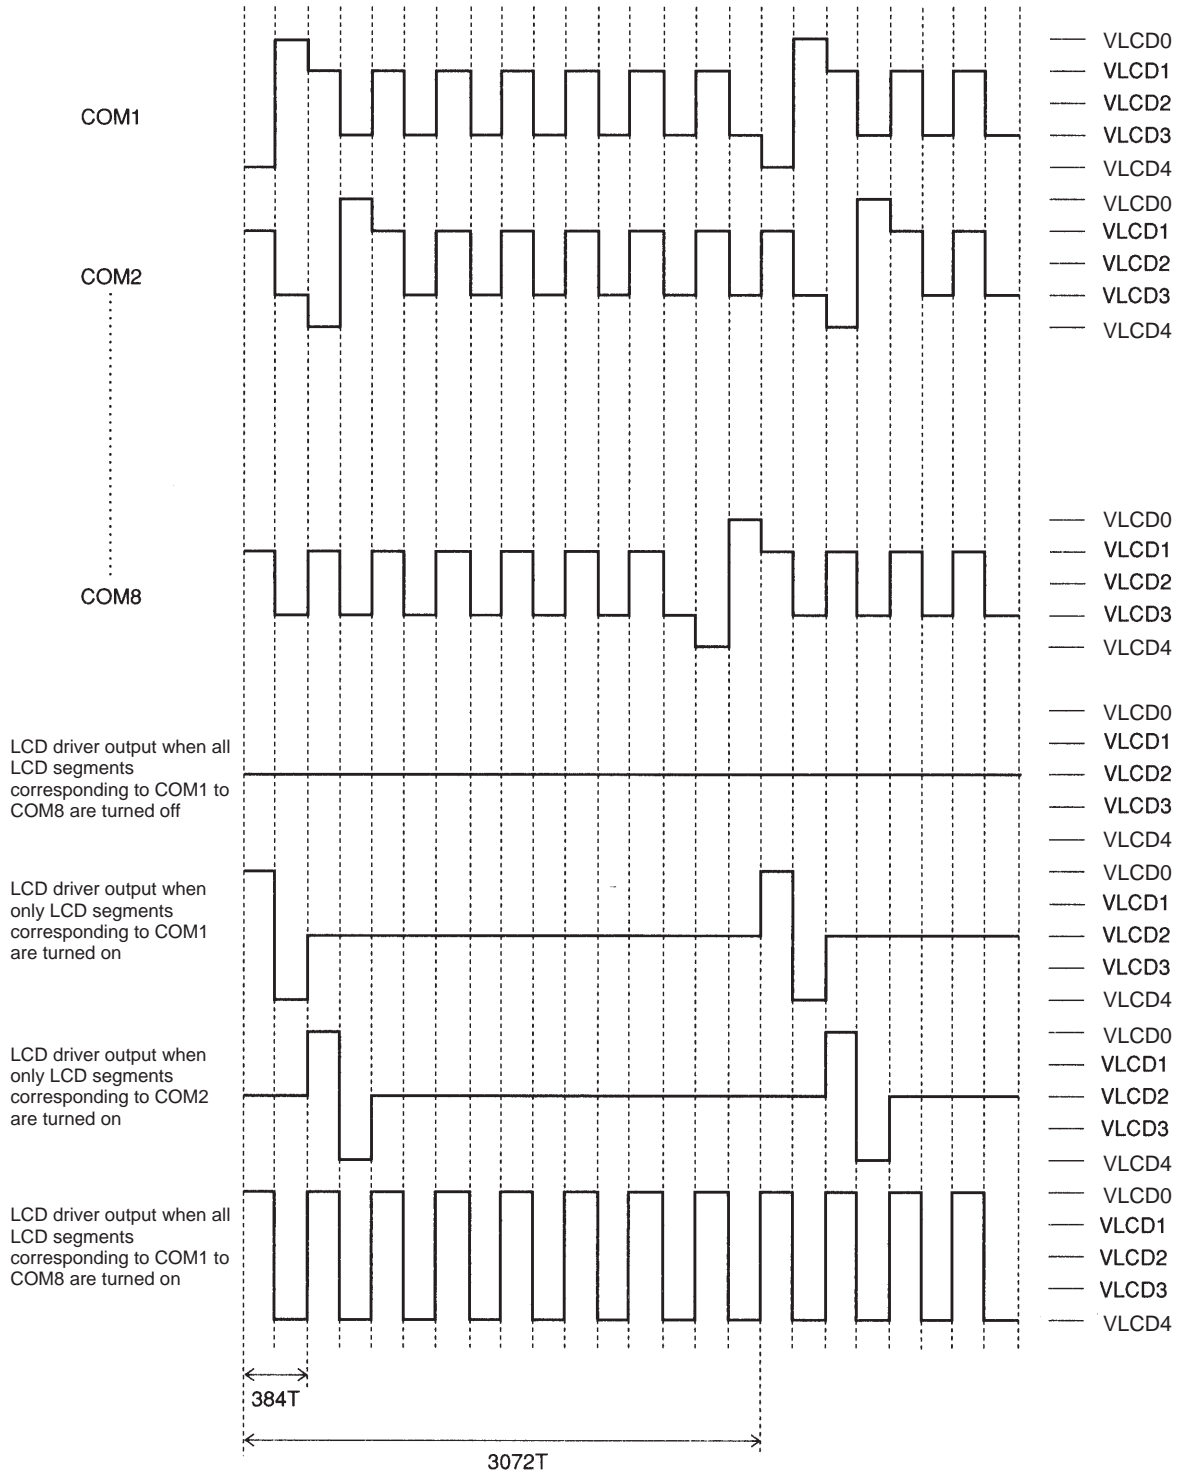 VLCD0
VLCD1
COM1
VLCD2
VLCD3
VLCD4
VLCD0
VLCD1
VLCD2
COM2
VLCD3
VLCD4
VLCD0
VLCD1
VLCD2
COM8
VLCD3
VLCD4
VLCD0
LCD driver output when all
LCD segments
corresponding to COM1 to
COM8 are turned off
VLCD1
VLCD2
VLCD3
VLCD4
VLCD0
LCD driver output when
only LCD segments
corresponding to COM1
are turned on
VLCD1
VLCD2
VLCD3
VLCD4
VLCD0
LCD driver output when
only LCD segments
corresponding to COM2
are turned on
VLCD1
VLCD2
VLCD3
VLCD4
VLCD0
LCD driver output when all
LCD segments
corresponding to COM1 to
COM8 are turned on
VLCD1
VLCD2
VLCD3
VLCD4
384T
3072T